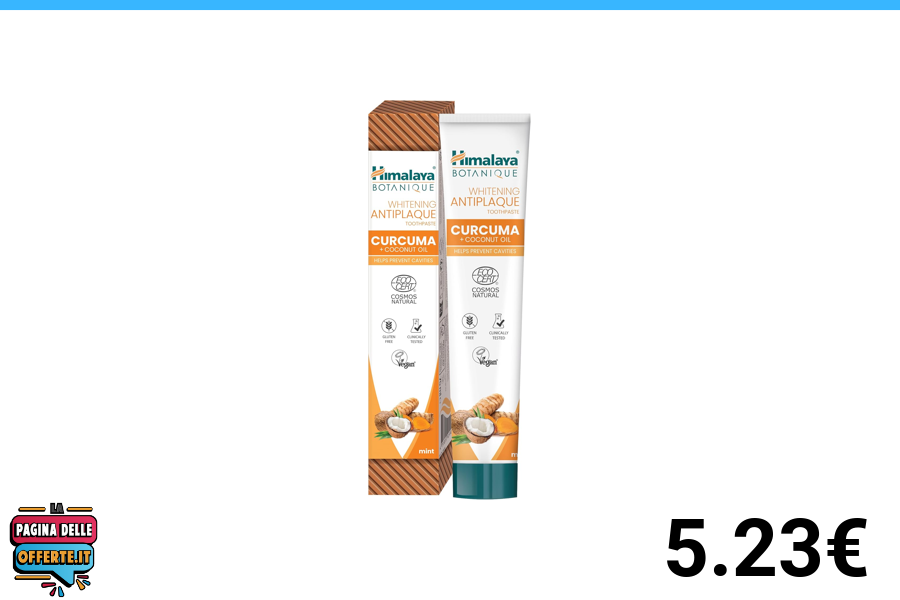 Himalaya
BOTANIQUE
WHITENING
ANTIPLAQUE
TOOTHPASTE
CURCUMA
+ COCONUT OIL
HELPS PREVENT CAVITIES
ECO
CERT
COSMOS
NATURAL
GLUTEN
FREE
CLINICALLY
TESTED
Vegan
mint
Himalaya
BOTANIQUE
WHITENING
ANTIPLAQUE
TOOTHPASTE
CURCUMA
+ COCONUT OIL
HELPS PREVENT CAVITIES
ECO
CERT
COSMOS
NATURAL
GLUTEN
FREE
CLINICALLY
TESTED
Vegan
m
LA
PAGINA DELLE
OFFERTE.IT
5.23€